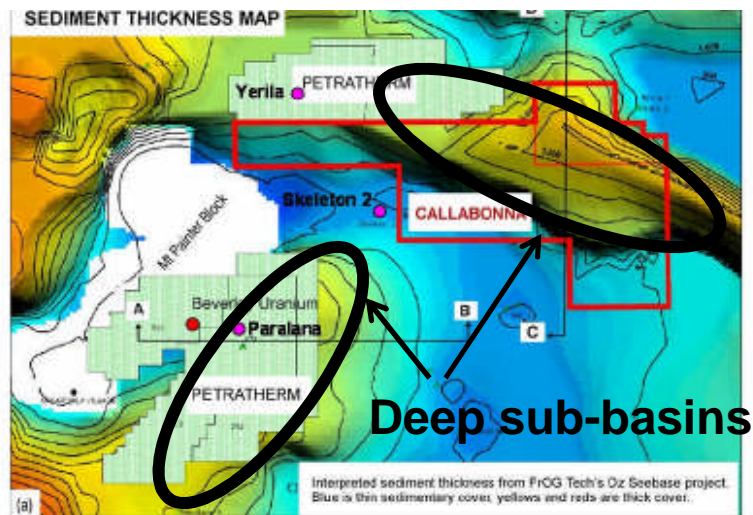 SEDIMENT THICKNESS MAP
D
PETRATHERM
Yerila
Skeleton 2
CALLABONNA
Mt Painter Block
A
Beverley Uranium
B
Paralana
C
PETRATHERM
Deep sub-basins
Interpreted sediment thickness from FrOG Tech's Oz Seebase project.
Blue is thin sedimentary cover, yellows and reds are thick cover.
(a)